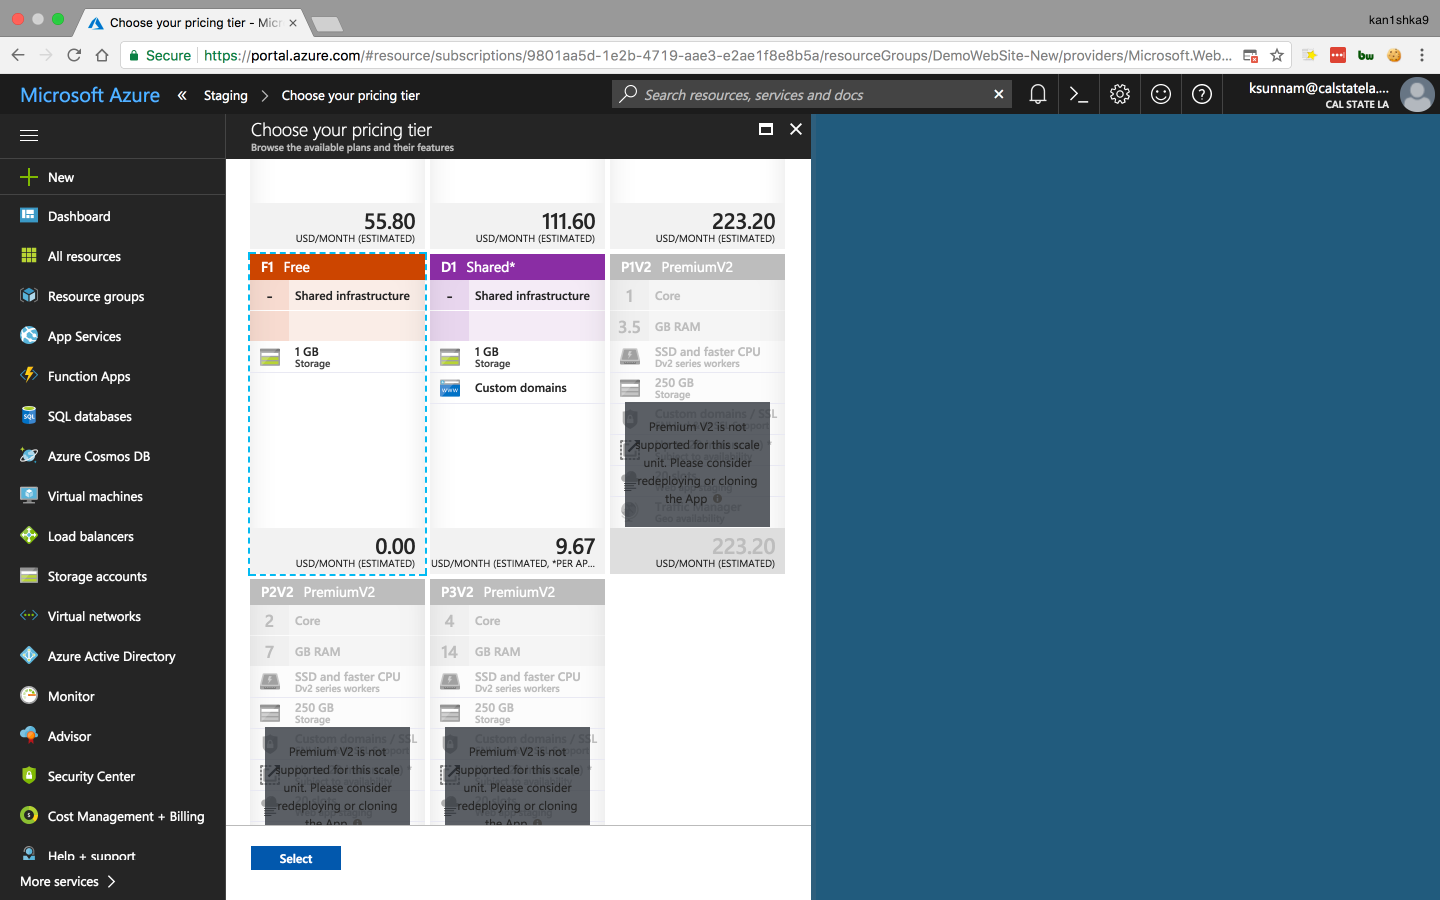 Choose your pricing tier - Micr
kan1shka9
Secure
https://portal.azure.com/#resource/subscriptions/9801aa5d-1e2b-4719-aae3-e2ae1f8e8b5a/resourceGroups/DemoWebSite-New/providers/Microsoft.Web...
bw
Microsoft Azure
Staging
Choose your pricing tier
Search resources, services and docs
ksunnam@calstatela....
CAL STATE LA
New
Dashboard
All resources
Resource groups
App Services
Function Apps
SQL databases
Azure Cosmos DB
Virtual machines
Load balancers
Storage accounts
Virtual networks
Azure Active Directory
Monitor
Advisor
Security Center
Cost Management + Billing
Help + support
More services
Choose your pricing tier
Browse the available plans and their features
55.80
USD/MONTH (ESTIMATED)
111.60
USD/MONTH (ESTIMATED)
223.20
USD/MONTH (ESTIMATED)
F1 Free
- Shared infrastructure
1 GB
Storage
0.00
USD/MONTH (ESTIMATED)
D1 Shared*
- Shared infrastructure
1 GB
Storage
www
Custom domains
9.67
USD/MONTH (ESTIMATED, *PER AP...
P1V2 PremiumV2
1 Core
3.5 GB RAM
SSD and faster CPU
Dv2 series workers
250 GB
Storage
Custom domains / SSL
Premium V2 is not
supported for this scale
unit. Please consider
redeploying or cloning
the App
Traffic Manager
Geo availability
223.20
USD/MONTH (ESTIMATED)
P2V2 PremiumV2
2 Core
7 GB RAM
SSD and faster CPU
Dv2 series workers
250 GB
Storage
Custom domains / SSL
Premium V2 is not
supported for this scale
unit. Please consider
redeploying or cloning
the App
P3V2 PremiumV2
4 Core
14 GB RAM
SSD and faster CPU
Dv2 series workers
250 GB
Storage
Custom domains / SSL
Premium V2 is not
supported for this scale
unit. Please consider
redeploying or cloning
the App
Select